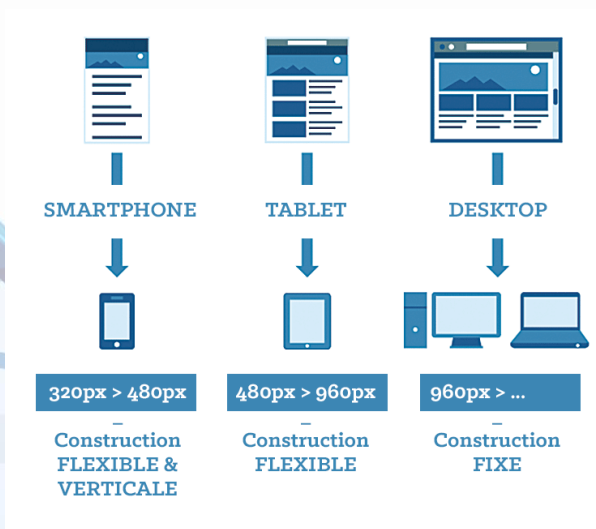 SMARTPHONE
TABLET
DESKTOP
320px > 480px
480px > 960px
960px > ...
–
Construction
FLEXIBLE &
VERTICALE
–
Construction
FLEXIBLE
–
Construction
FIXE